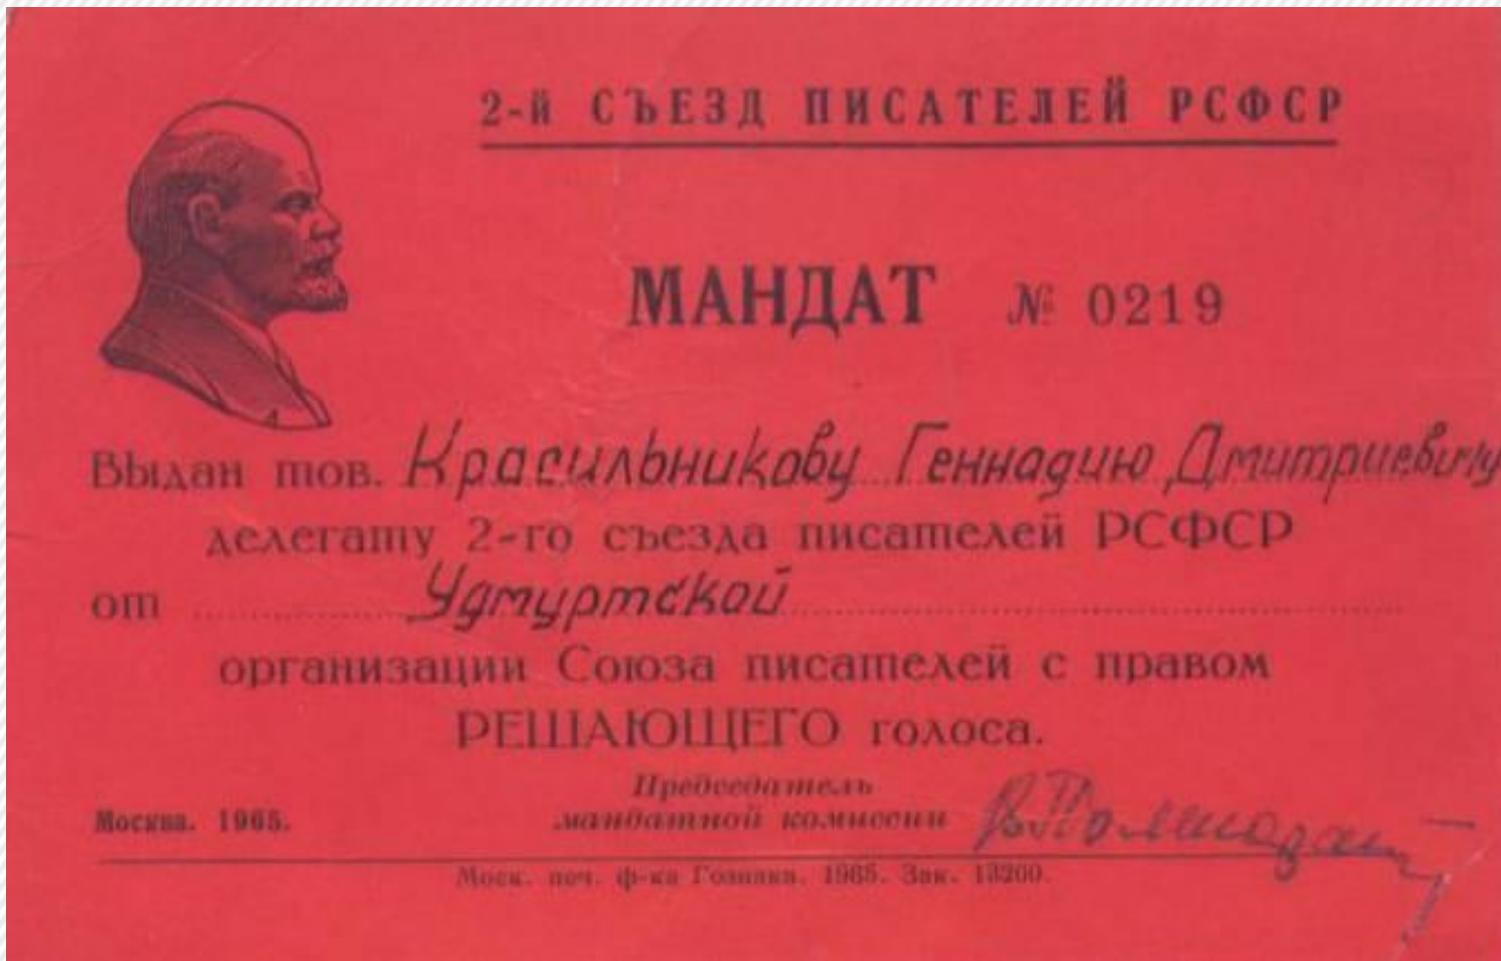 2-й СЪЕЗД ПИСАТЕЛЕЙ РСФСР
МАНДАТ № 0219
Выдан тов. Красильникову Геннадию Дмитриевичу
делегату 2-го съезда писателей РСФСР
от Удмуртской
организации Союза писателей с правом
РЕШАЮЩЕГО голоса.
Председатель
мандатной комиссии
Москва. 1965.
Моск. печ. ф-ка Гознака. 1965. Зак. 13200.